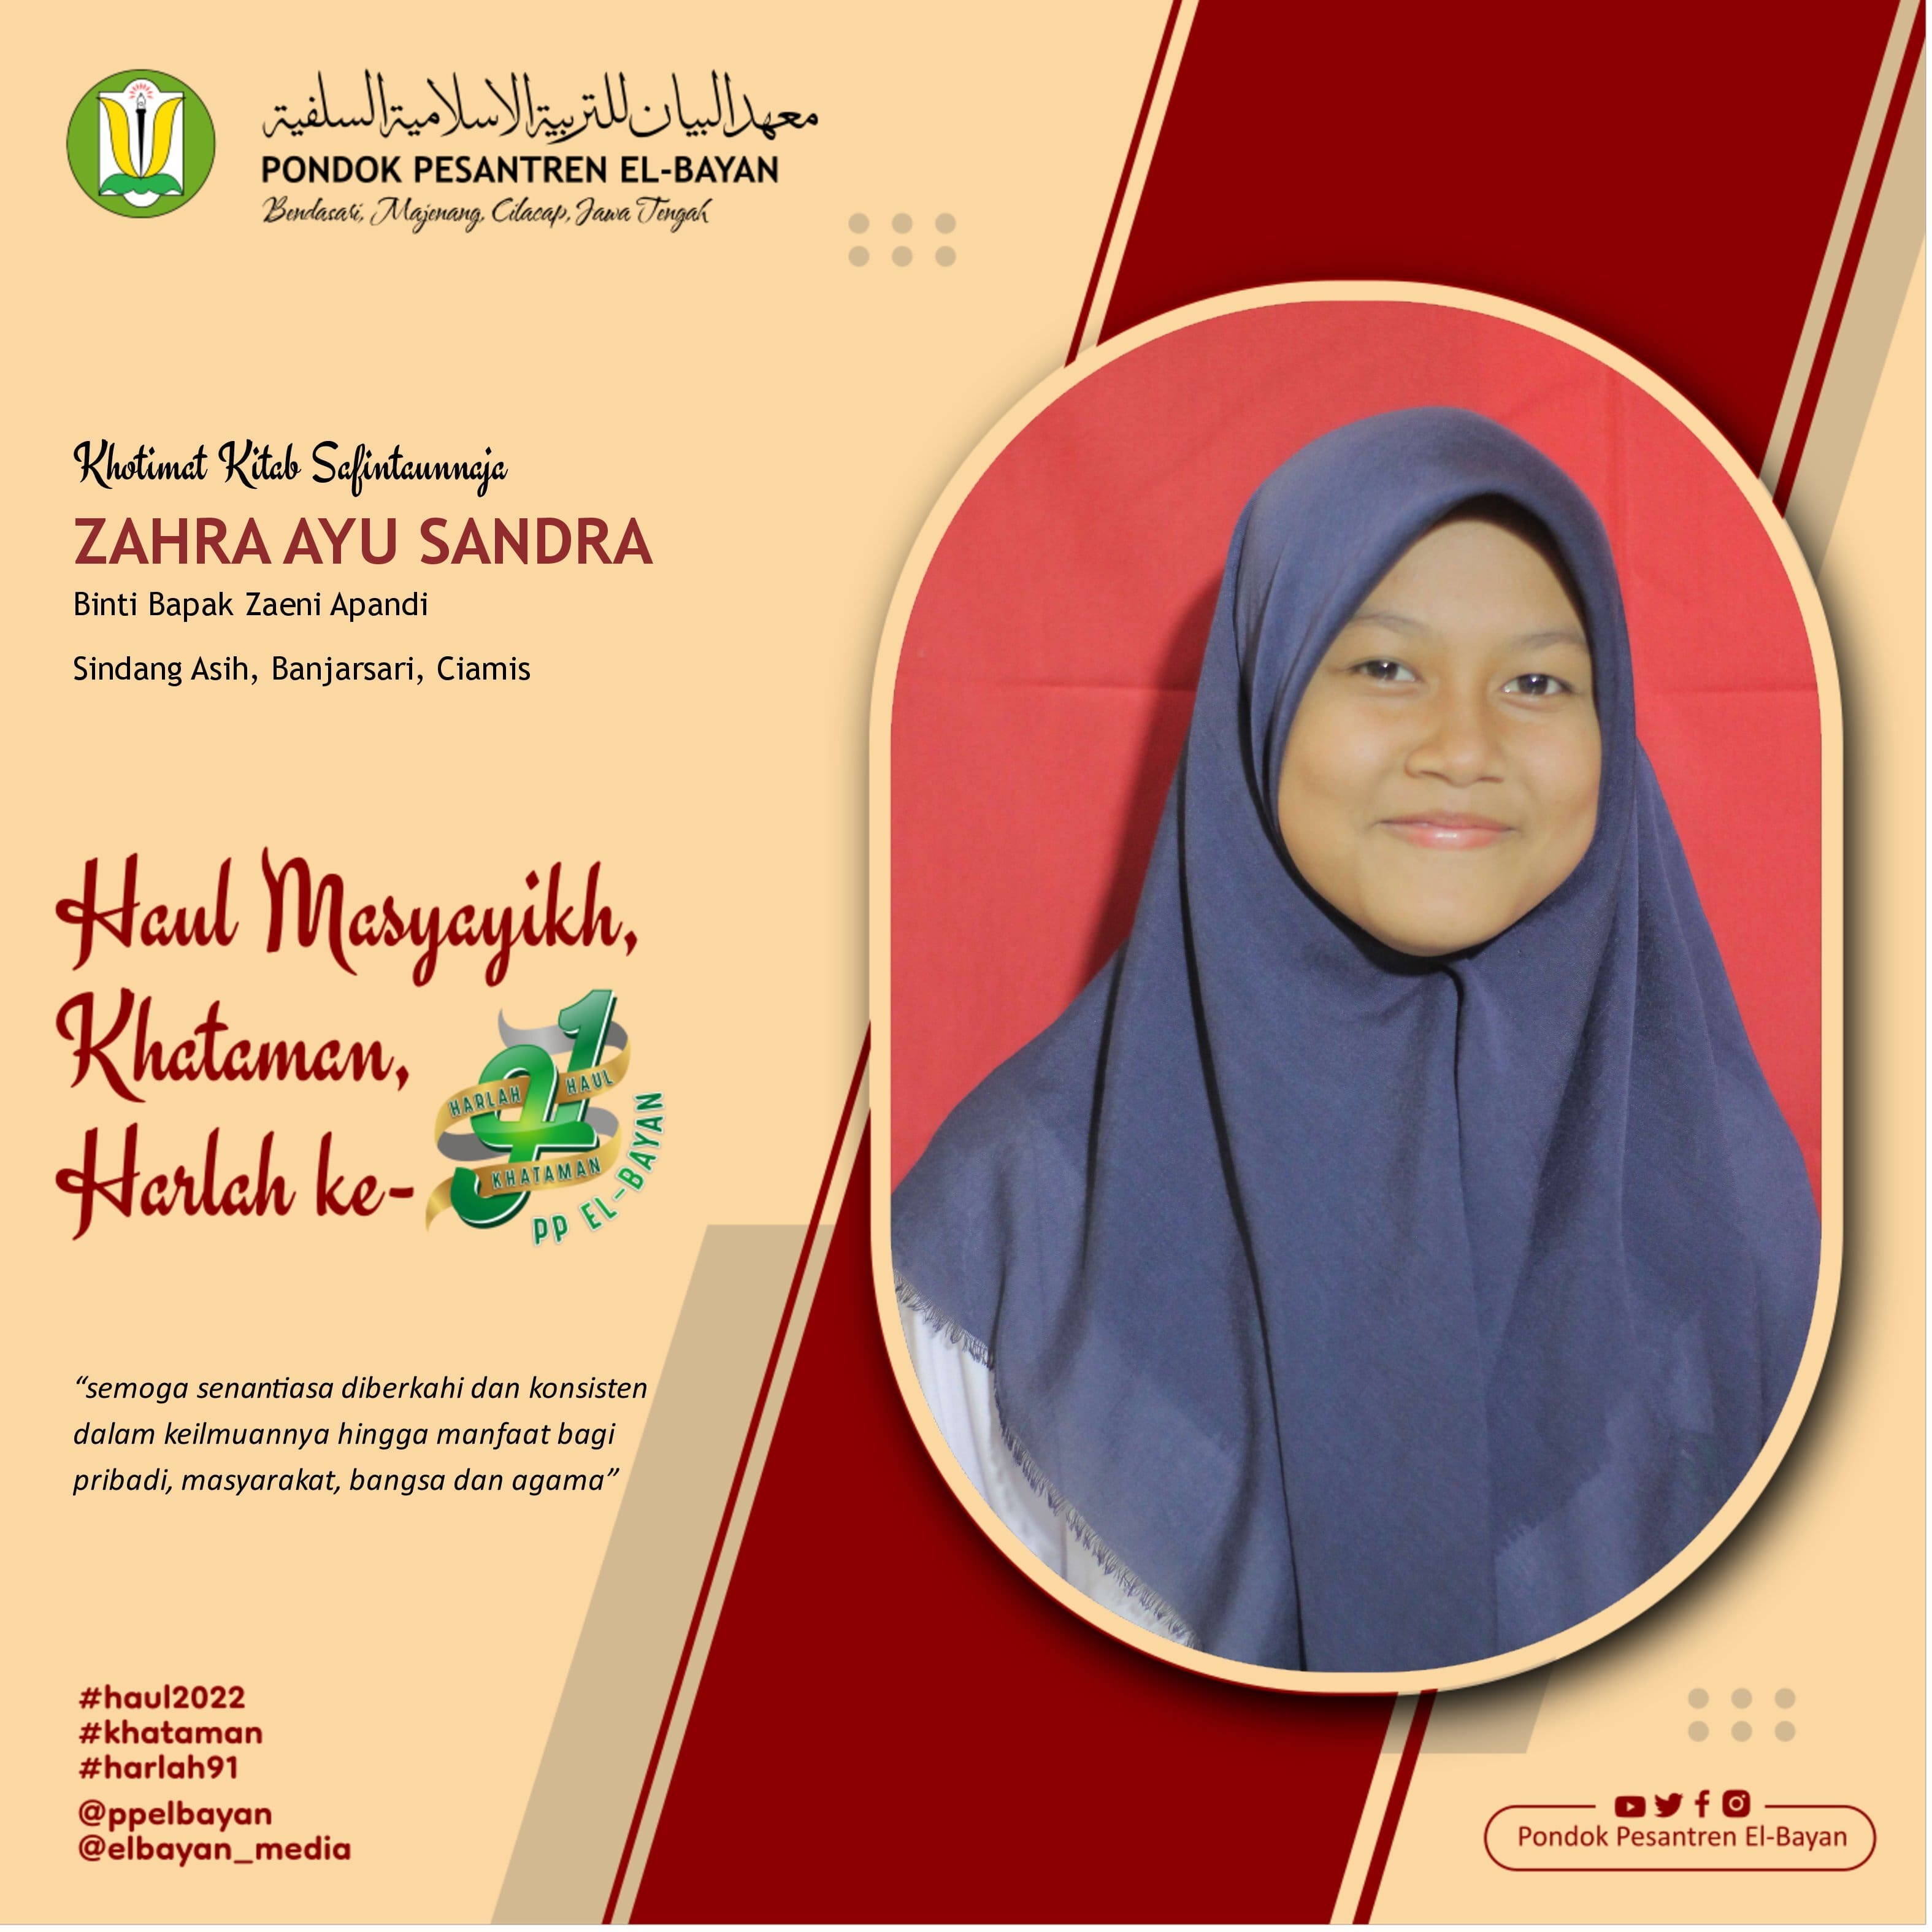 معهد البيان للتربية الاسلامية السلفية
PONDOK PESANTREN EL-BAYAN
Bendasari, Majenang, Cilacap, Jawa Tengah
Khotimat Kitab Safintaunnaja
ZAHRA AYU SANDRA
Binti Bapak Zaeni Apandi
Sindang Asih, Banjarsari, Ciamis
Haul Masyayikh,
Khataman,
Harlah ke-
91
HARLAH HAUL
KHATAMAN
PP EL-BAYAN
“semoga senantiasa diberkahi dan konsisten
dalam keilmuannya hingga manfaat bagi
pribadi, masyarakat, bangsa dan agama”
#haul2022
#khataman
#harlah91
@ppelbayan
@elbayan_media
Pondok Pesantren El-Bayan